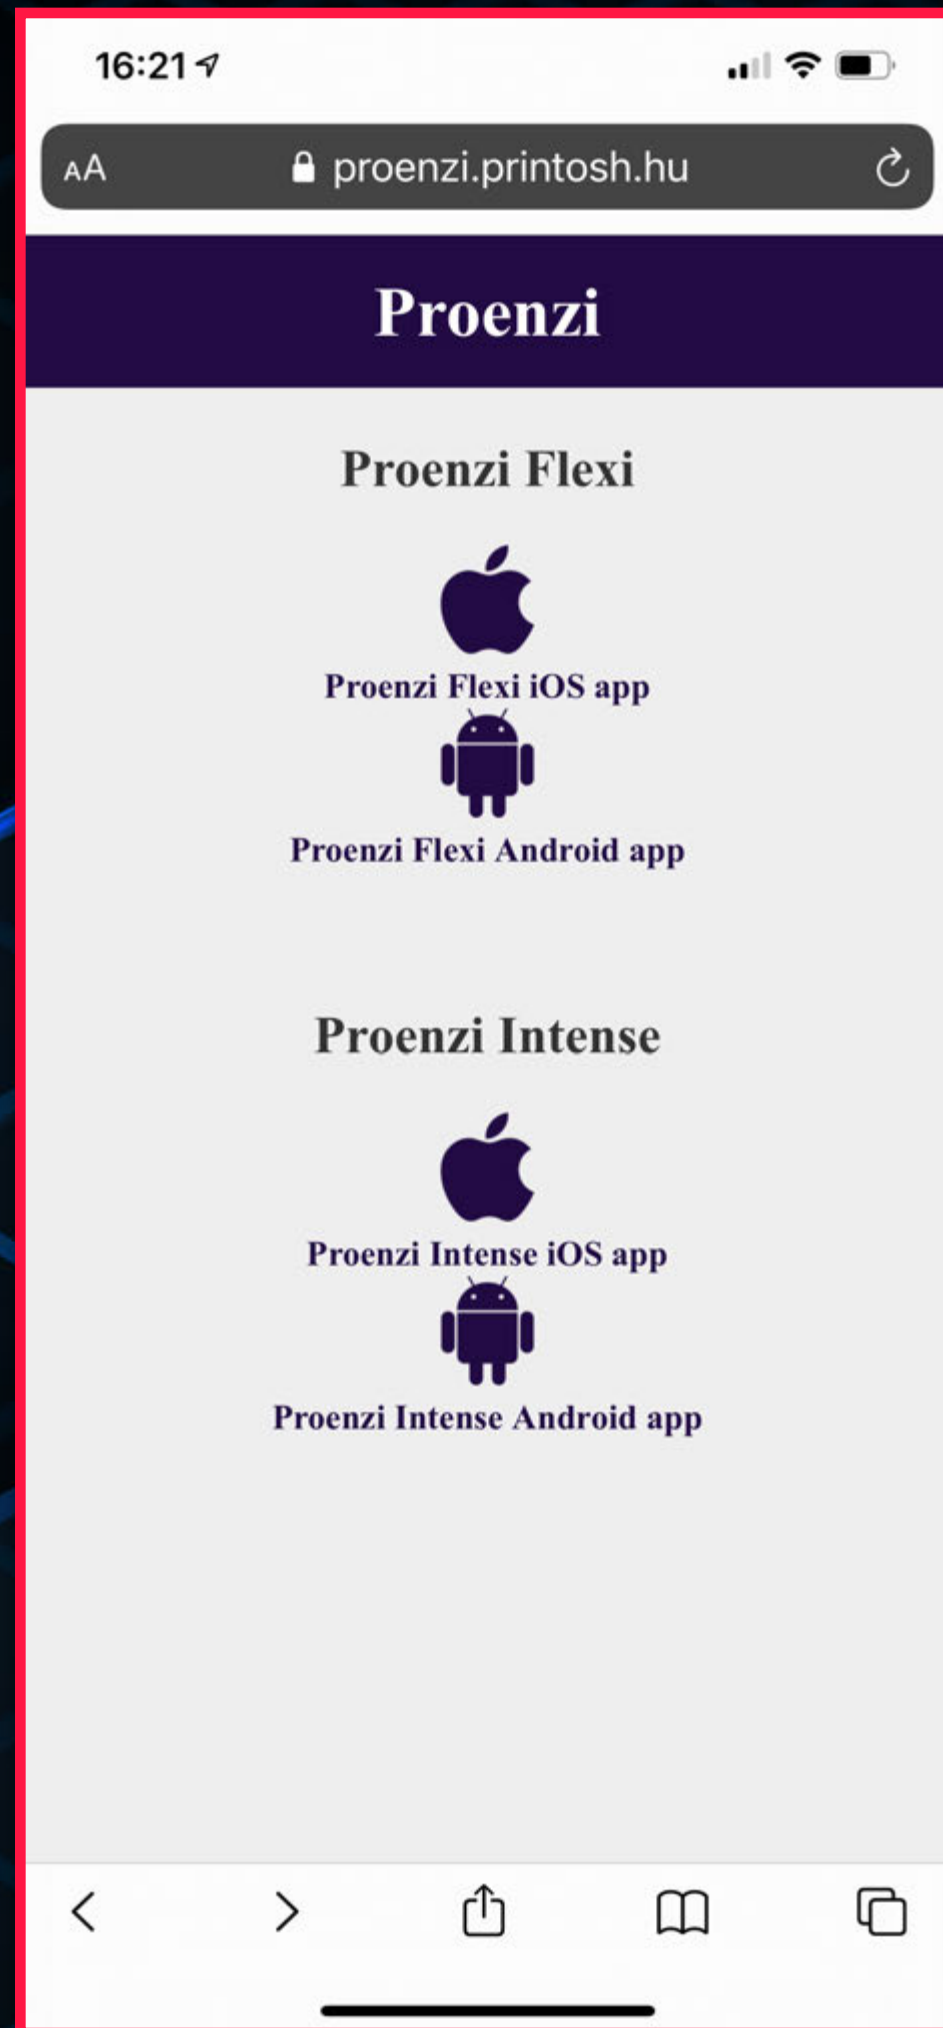 16:21
AA proenzi.printosh.hu
Proenzi
Proenzi Flexi
Proenzi Flexi iOS app
Proenzi Flexi Android app
Proenzi Intense
Proenzi Intense iOS app
Proenzi Intense Android app